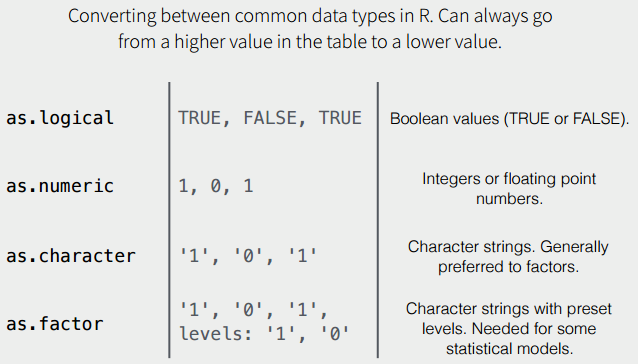 Converting between common data types in R. Can always go
from a higher value in the table to a lower value.
as.logical
TRUE, FALSE, TRUE
Boolean values (TRUE or FALSE).
as.numeric
1, 0, 1
Integers or floating point
numbers.
as.character
'1', '0', '1'
Character strings. Generally
preferred to factors.
as.factor
'1', '0', '1',
levels: '1', '0'
Character strings with preset
levels. Needed for some
statistical models.